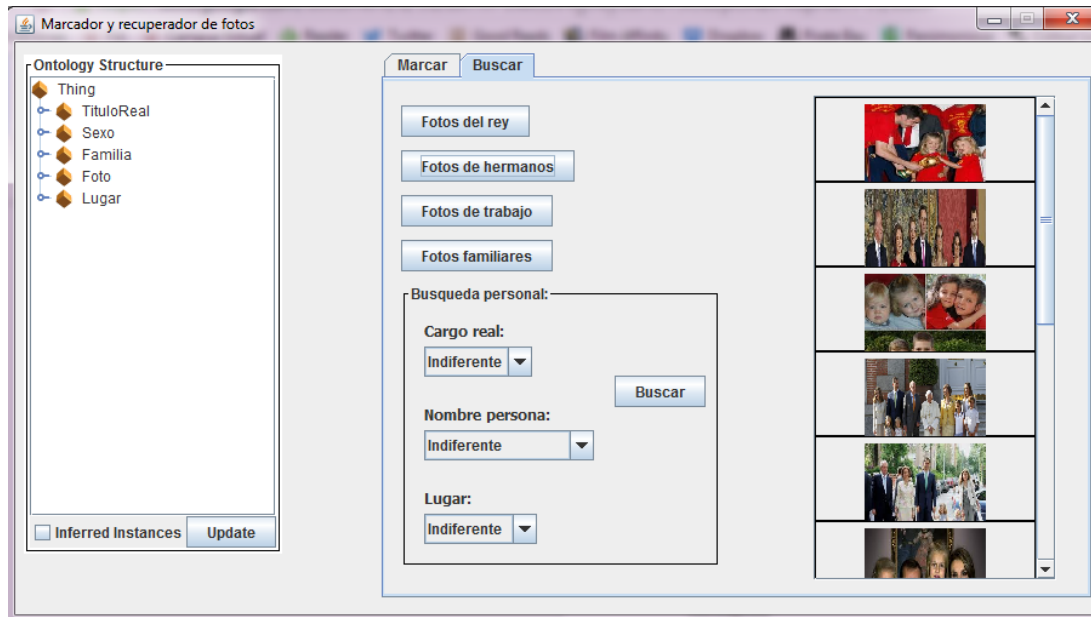 Marcador y recuperador de fotos
Ontology Structure
Thing
TituloReal
Sexo
Familia
Foto
Lugar
Inferred Instances
Update
Marcar
Buscar
Fotos del rey
Fotos de hermanos
Fotos de trabajo
Fotos familiares
Busqueda personal:
Cargo real:
Indiferente
Buscar
Nombre persona:
Indiferente
Lugar:
Indiferente